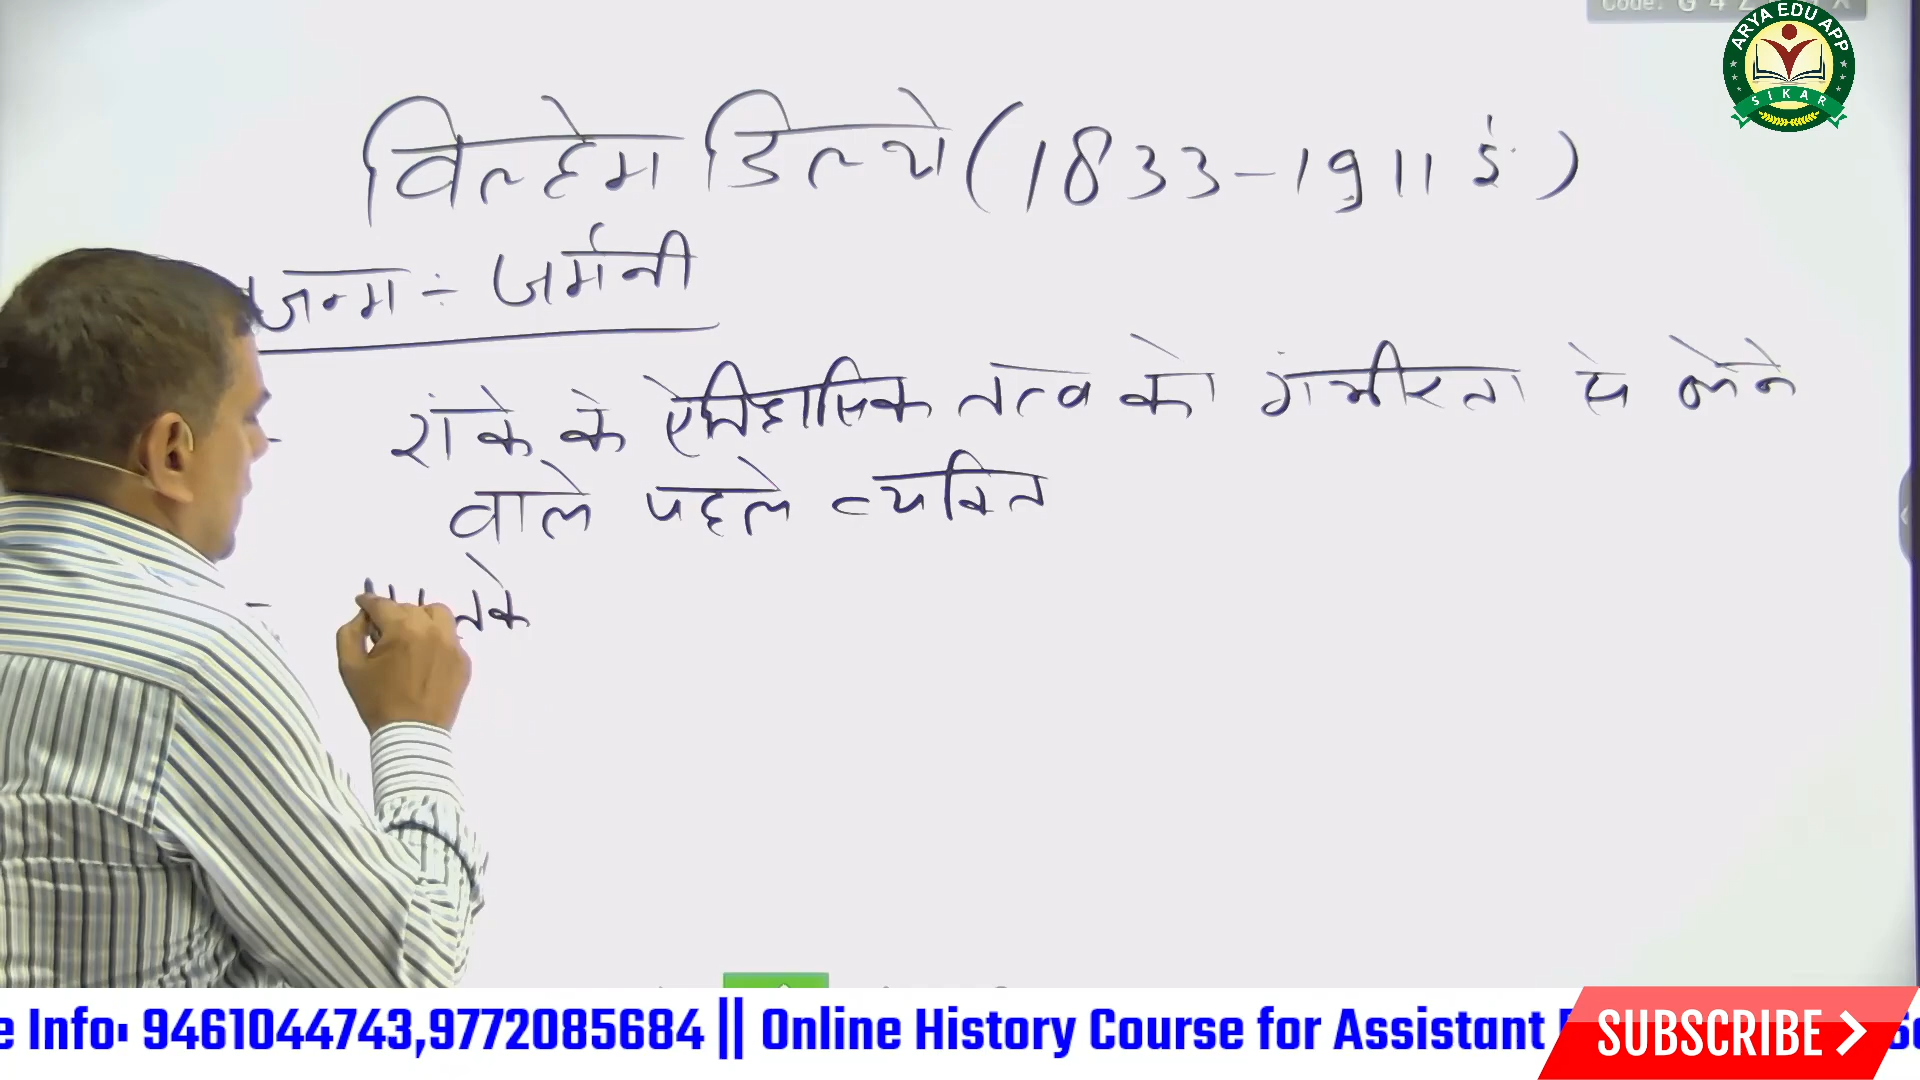 ARYA EDU APP
SIKAR
विल्हेम डिल्थे (1833-1911 ई॰)
जन्म ÷ जर्मनी
- रांके के ऐतिहासिक तत्व को गंभीरता से लेने
वाले पहले व्यक्ति
-
e Info: 9461044743,9772085684 || Online History Course for Assistant
SUBSCRIBE